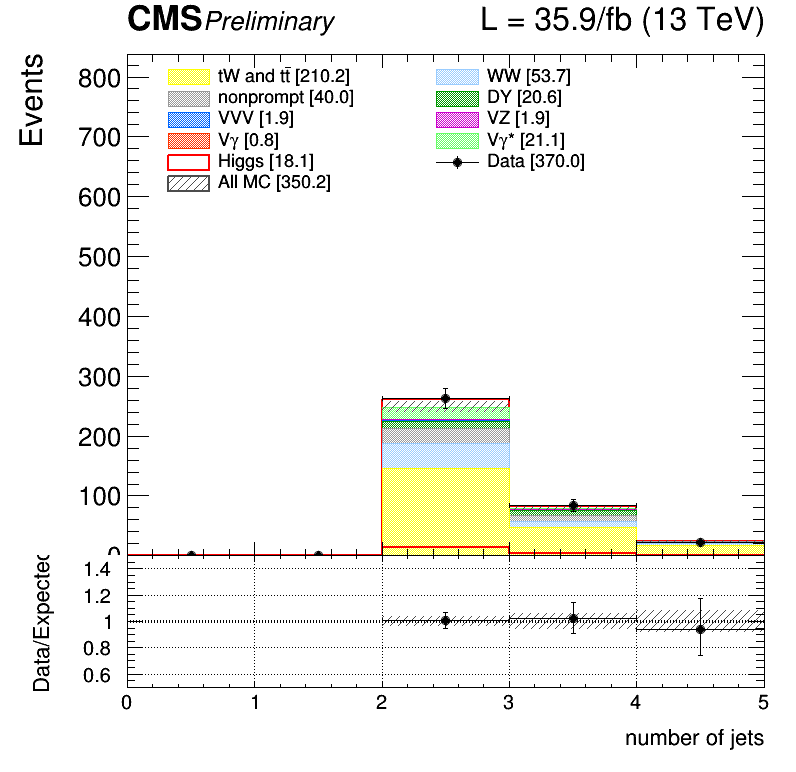 CMS Preliminary L = 35.9/fb (13 TeV)
Events
800
700
600
500
400
300
200
100
0
tW and tt̄ [210.2]
nonprompt [40.0]
VVV [1.9]
Vγ [0.8]
Higgs [18.1]
All MC [350.2]
WW [53.7]
DY [20.6]
VZ [1.9]
Vγ* [21.1]
Data [370.0]
Data/Expected
1.4
1.2
1
0.8
0.6
0 1 2 3 4 5
number of jets